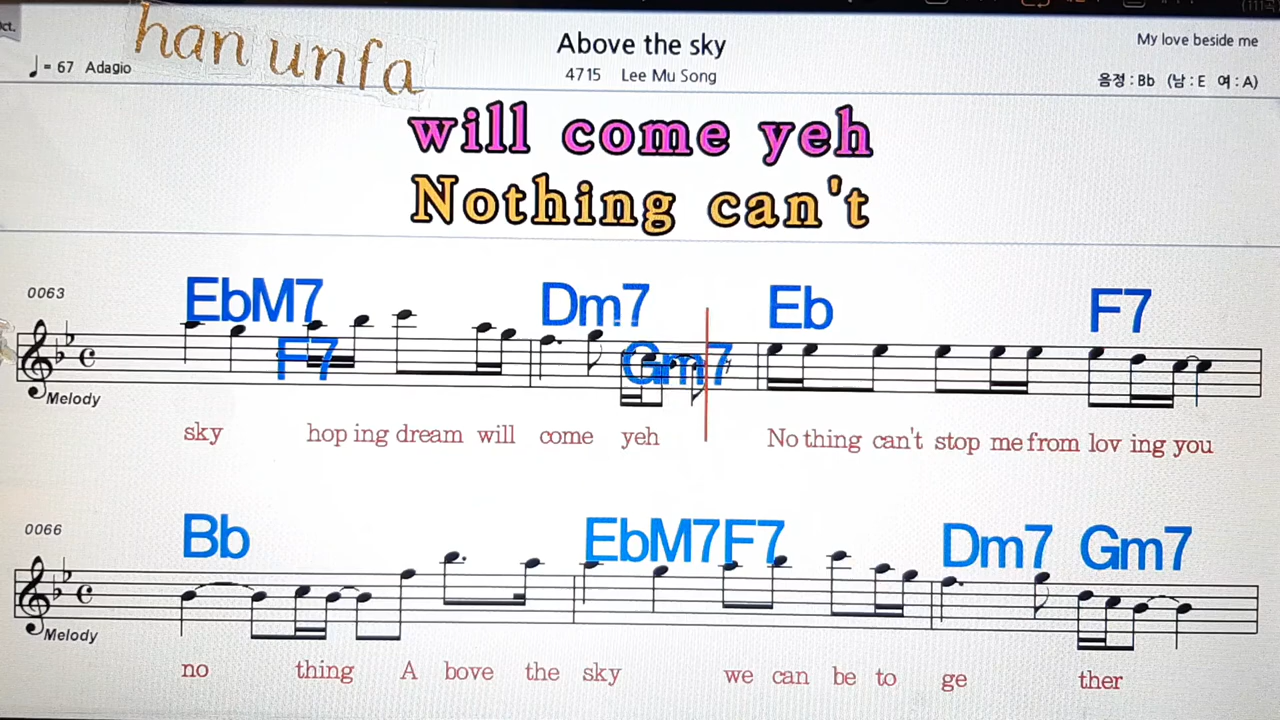 han unfa
Above the sky
My love beside me
♩ = 67 Adagio
4715 Lee Mu Song
음정 : Bb (남 : E 여 : A)
will come yeh
Nothing can't
0063
EbM7 F7 Dm7 Gm7 Eb F7
Melody
sky hop ing dream will come yeh No thing can't stop me from lov ing you
0066
Bb EbM7 F7 Dm7 Gm7
Melody
no thing A bove the sky we can be to ge ther